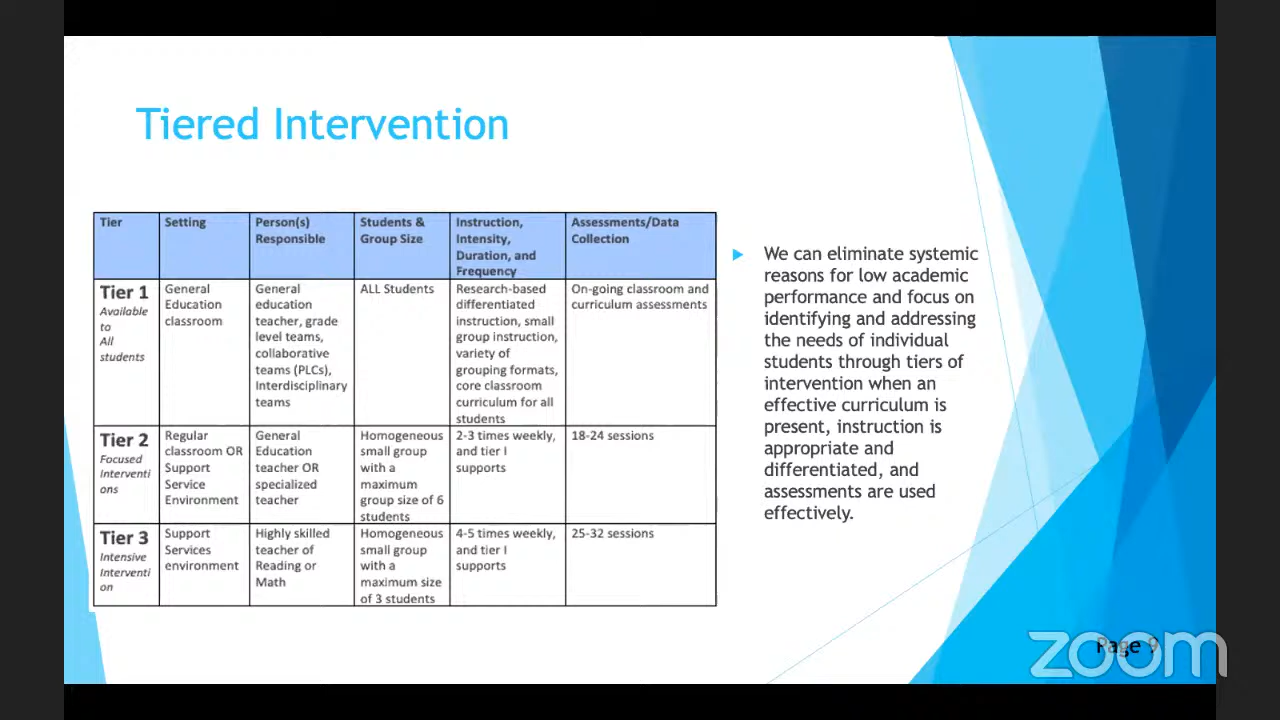 Tiered Intervention
Tier
Setting
Person(s)
Responsible
Students &
Group Size
Instruction,
Intensity,
Duration, and
Frequency
Assessments/Data
Collection
Tier 1
Available
to
All
students
General
Education
classroom
General
education
teacher, grade
level teams,
collaborative
teams (PLCs),
Interdisciplinary
teams
ALL Students
Research-based
differentiated
instruction, small
group instruction,
variety of
grouping formats,
core classroom
curriculum for all
students
On-going classroom and
curriculum assessments
Tier 2
Focused
Interventi
ons
Regular
classroom OR
Support
Service
Environment
General
Education
teacher OR
specialized
teacher
Homogeneous
small group
with a
maximum
group size of 6
students
2-3 times weekly,
and tier I
supports
18-24 sessions
Tier 3
Intensive
Interventi
on
Support
Services
environment
Highly skilled
teacher of
Reading or
Math
Homogeneous
small group
with a
maximum size
of 3 students
4-5 times weekly,
and tier I
supports
25-32 sessions
We can eliminate systemic
reasons for low academic
performance and focus on
identifying and addressing
the needs of individual
students through tiers of
intervention when an
effective curriculum is
present, instruction is
appropriate and
differentiated, and
assessments are used
effectively.
Page 9
zoom